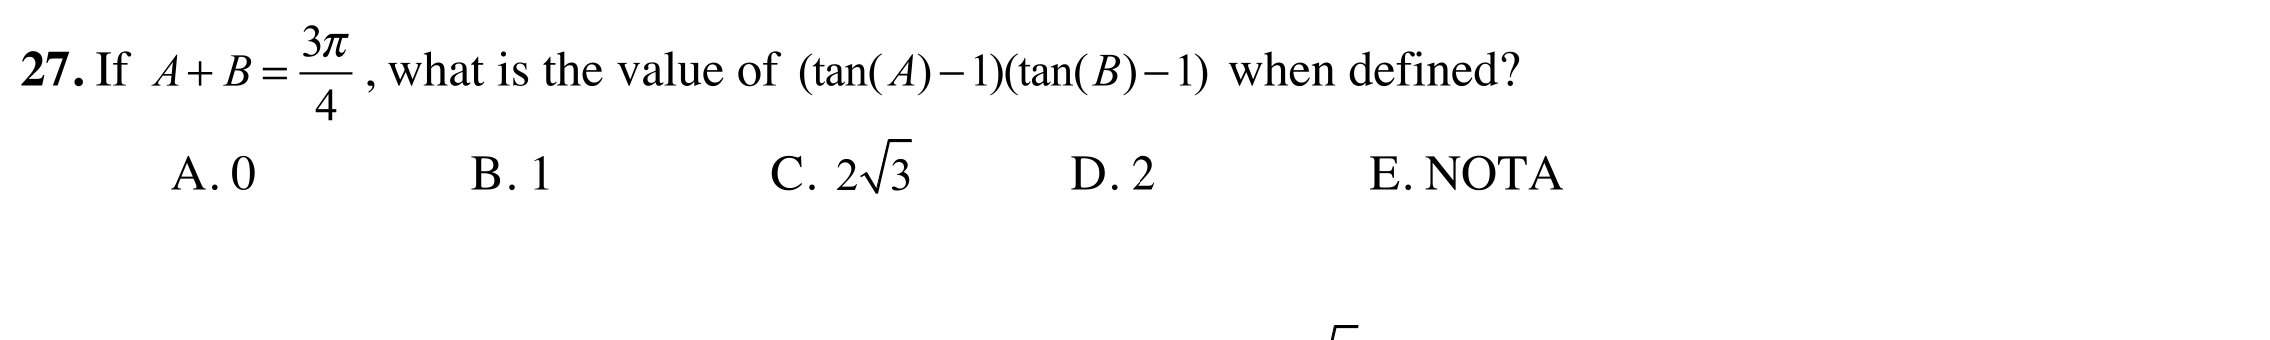 27. If A + B = 3π/4, what is the value of (tan(A) − 1)(tan(B) − 1) when defined?
A. 0 B. 1 C. 2√3 D. 2 E. NOTA